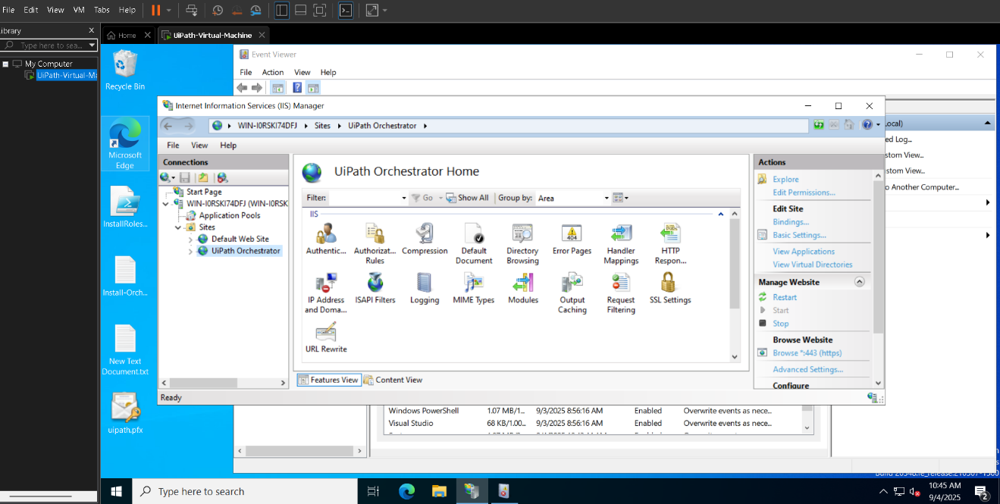 File Edit View VM Tabs Help
ibrary
Type here to sea...
My Computer
UiPath-Virtual-Ma
Home
UiPath-Virtual-Machine
Recycle Bin
Microsoft
Edge
InstallRoles...
Install-Orch...
New Text
Document.txt
uipath.pfx
Event Viewer
File Action View Help
ocal)
ed Log...
stom View...
stom View...
o Another Computer...
Internet Information Services (IIS) Manager
WIN-I0RSKI74DFJ Sites UiPath Orchestrator
File View Help
Connections
Start Page
WIN-I0RSKI74DFJ (WIN-I0RSK
Application Pools
Sites
Default Web Site
UiPath Orchestrator
UiPath Orchestrator Home
Filter: Go Show All Group by: Area
IIS
Authentic...
Authorizat...
Rules
Compression
Default
Document
Directory
Browsing
Error Pages
404
Handler
Mappings
HTTP
Respon...
IP Address
and Doma...
ISAPI Filters
Logging
MIME Types
Modules
Output
Caching
Request
Filtering
SSL Settings
URL Rewrite
Features View Content View
Actions
Explore
Edit Permissions...
Edit Site
Bindings...
Basic Settings...
View Applications
View Virtual Directories
Manage Website
Restart
Start
Stop
Browse Website
Browse *:443 (https)
Advanced Settings...
Configure
Ready
Windows PowerShell 1.07 MB/1... 9/3/2025 8:56:16 AM Enabled Overwrite events as nece...
Visual Studio 68 KB/1.00... 9/3/2025 8:56:16 AM Enabled Overwrite events as nece...
Type here to search
10:45 AM
9/4/2025
2